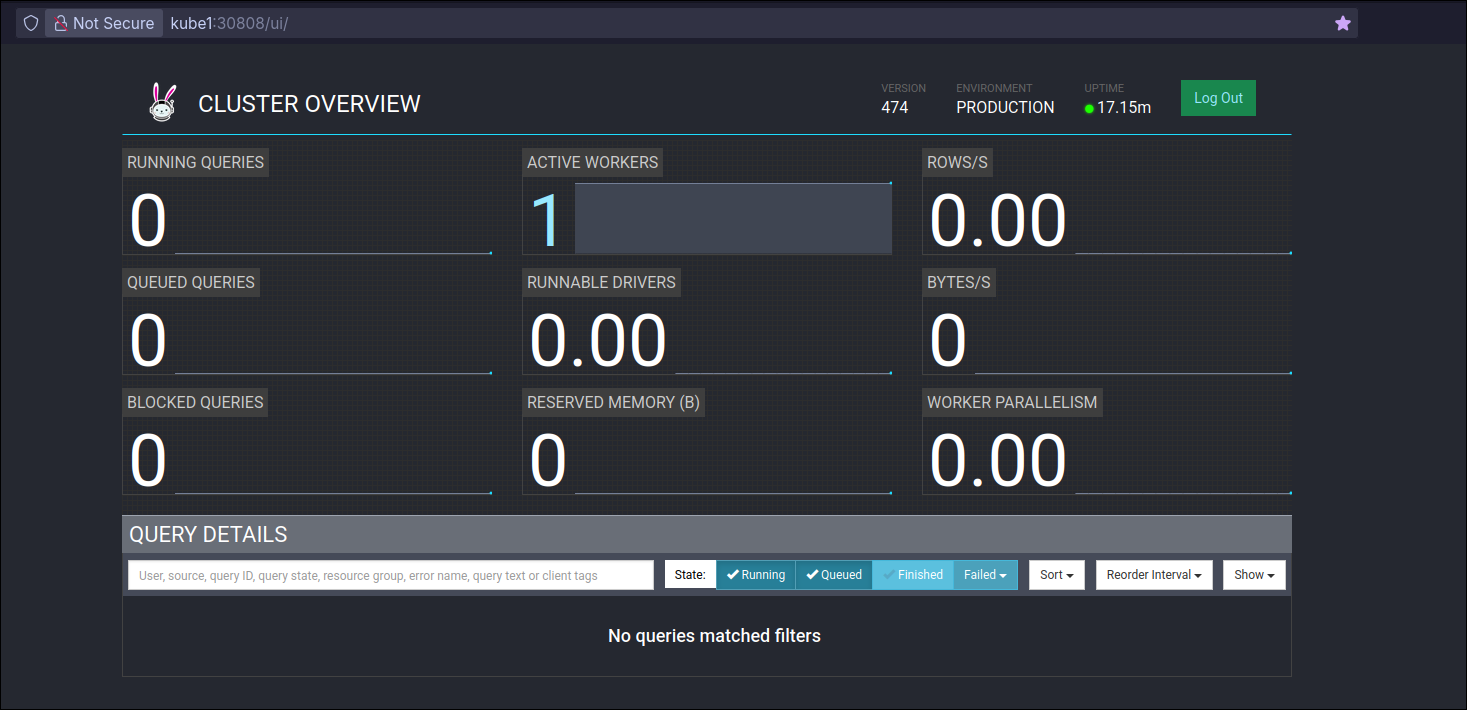 Not Secure kube1:30808/ui/
CLUSTER OVERVIEW
VERSION
474
ENVIRONMENT
PRODUCTION
UPTIME
17.15m
Log Out
RUNNING QUERIES
0
ACTIVE WORKERS
1
ROWS/S
0.00
QUEUED QUERIES
0
RUNNABLE DRIVERS
0.00
BYTES/S
0
BLOCKED QUERIES
0
RESERVED MEMORY (B)
0
WORKER PARALLELISM
0.00
QUERY DETAILS
User, source, query ID, query state, resource group, error name, query text or client tags
State: Running Queued Finished Failed
Sort
Reorder Interval
Show
No queries matched filters